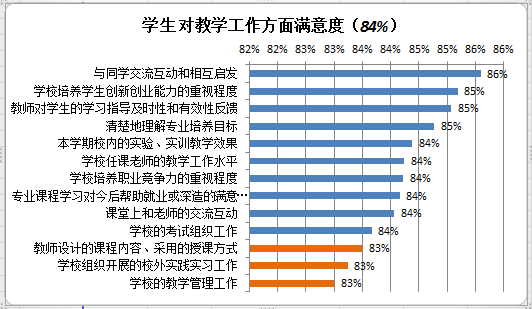 学生对教学工作方面满意度（84%）
82% 82% 83% 83% 84% 84% 85% 85% 86% 86%
与同学交流互动和相互启发 86%
学校培养学生创新创业能力的重视程度 85%
教师对学生的学习指导及时性和有效性反馈 85%
清楚地理解专业培养目标 85%
本学期校内的实验、实训教学效果 84%
学校任课老师的教学工作水平 84%
学校培养职业竞争力的重视程度 84%
专业课程学习对今后帮助就业或深造的满意… 84%
课堂上和老师的交流互动 84%
学校的考试组织工作 84%
教师设计的课程内容、采用的授课方式 83%
学校组织开展的校外实践实习工作 83%
学校的教学管理工作 83%